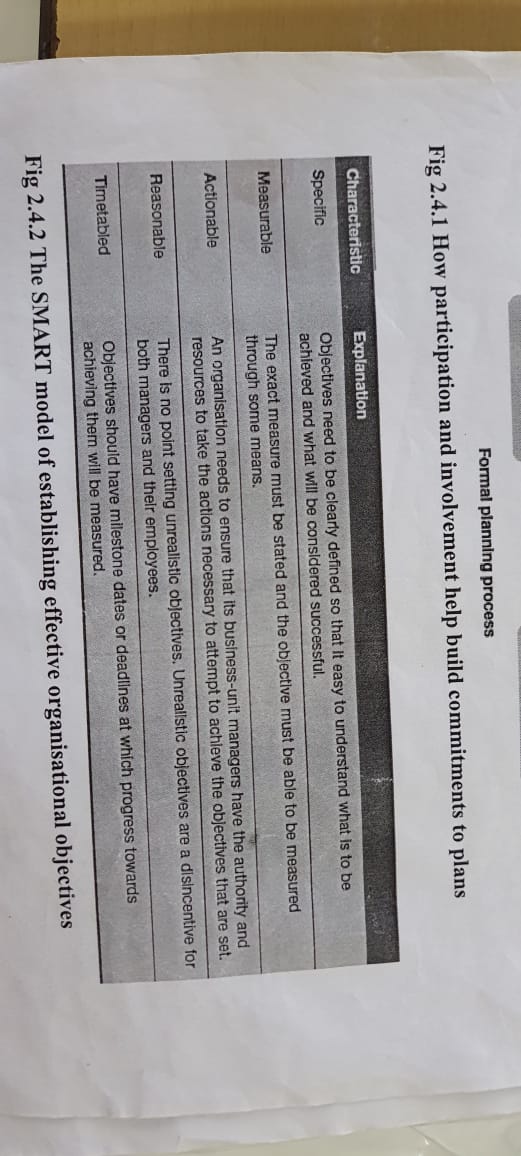 Formal planning process
Fig 2.4.1 How participation and involvement help build commitments to plans
Characteristic Explanation
Specific Objectives need to be clearly defined so that it easy to understand what is to be
achieved and what will be considered successful.
Measurable The exact measure must be stated and the objective must be able to be measured
through some means.
Actionable An organisation needs to ensure that its business-unit managers have the authority and
resources to take the actions necessary to attempt to achieve the objectives that are set.
Reasonable There is no point setting unrealistic objectives. Unrealistic objectives are a disincentive for
both managers and their employees.
Timetabled Objectives should have milestone dates or deadlines at which progress towards
achieving them will be measured.
Fig 2.4.2 The SMART model of establishing effective organisational objectives